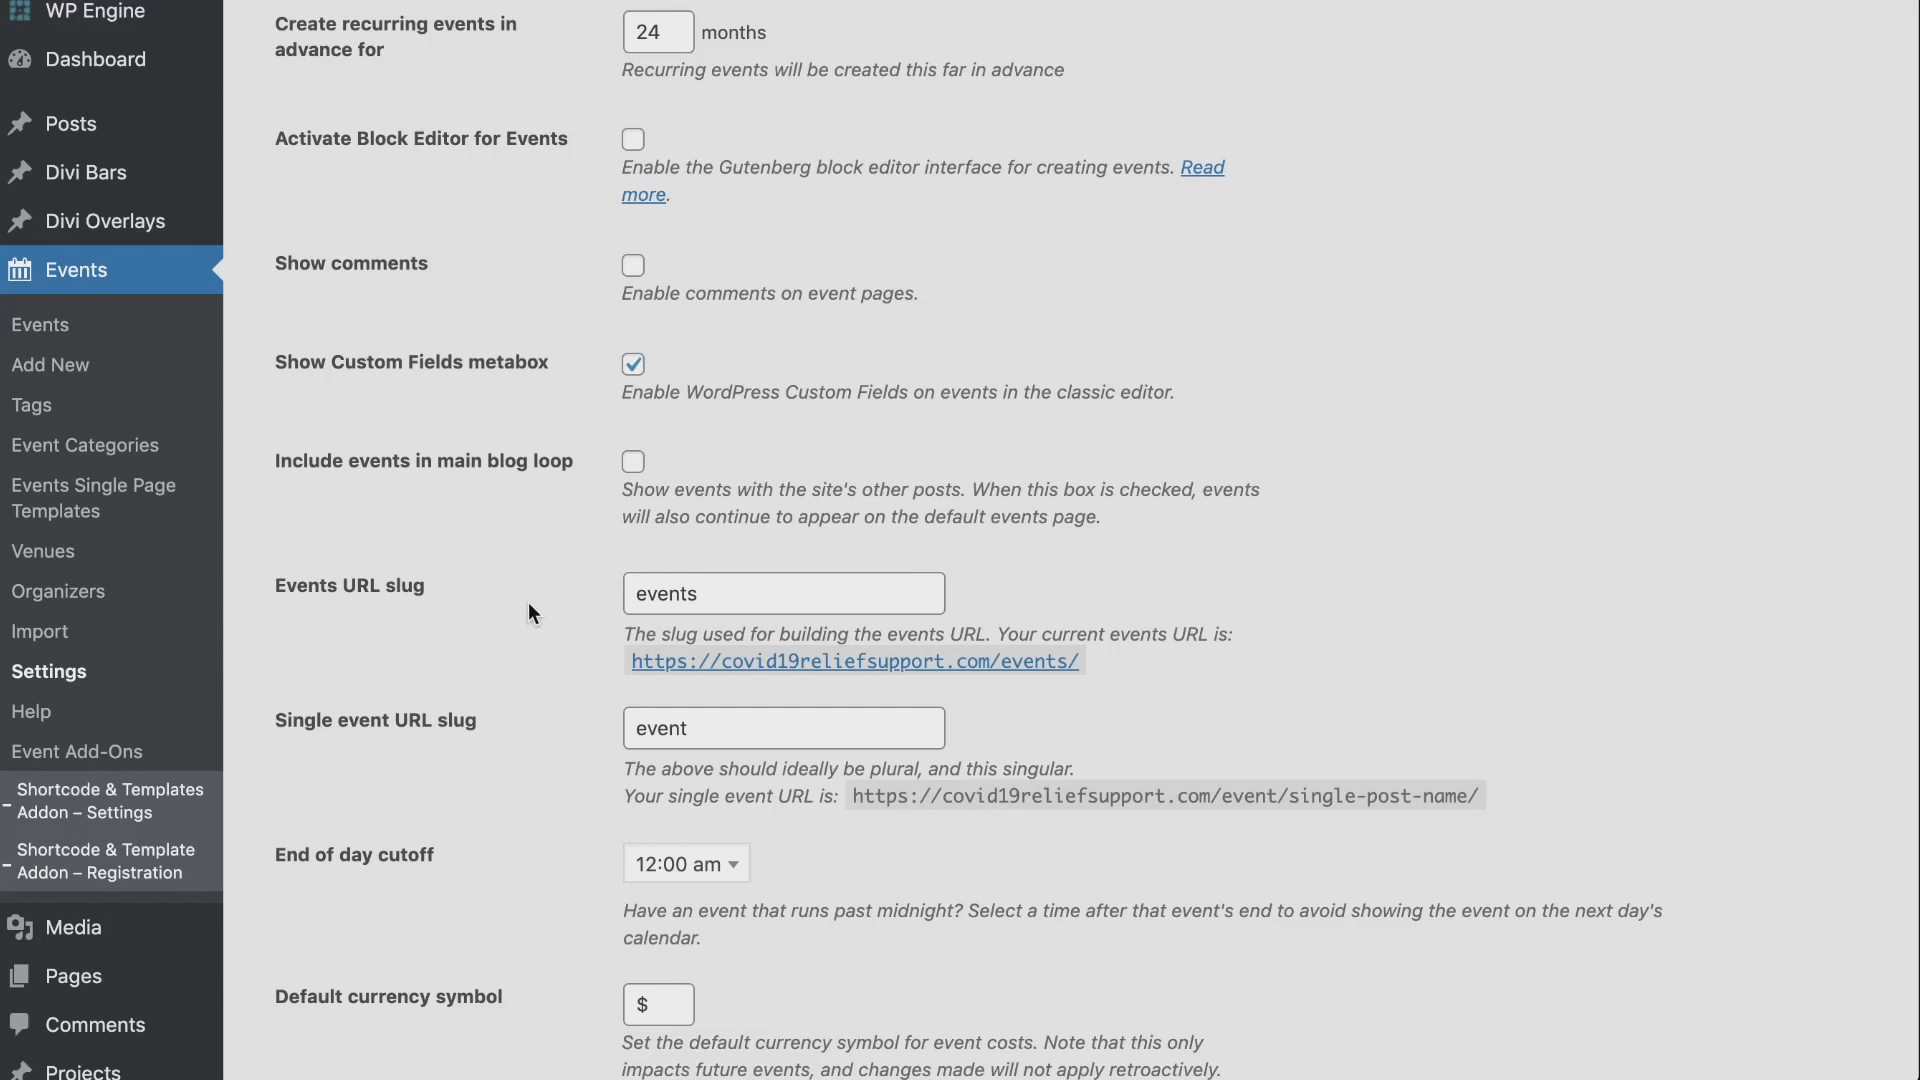 WP Engine
Dashboard
Posts
Divi Bars
Divi Overlays
Events
Events
Add New
Tags
Event Categories
Events Single Page
Templates
Venues
Organizers
Import
Settings
Help
Event Add-Ons
Shortcode & Templates
Addon – Settings
Shortcode & Template
Addon – Registration
Media
Pages
Comments
Projects
Create recurring events in
advance for
24 months
Recurring events will be created this far in advance
Activate Block Editor for Events
Enable the Gutenberg block editor interface for creating events. Read
more.
Show comments
Enable comments on event pages.
Show Custom Fields metabox
Enable WordPress Custom Fields on events in the classic editor.
Include events in main blog loop
Show events with the site's other posts. When this box is checked, events
will also continue to appear on the default events page.
Events URL slug
events
The slug used for building the events URL. Your current events URL is:
https://covid19reliefsupport.com/events/
Single event URL slug
event
The above should ideally be plural, and this singular.
Your single event URL is: https://covid19reliefsupport.com/event/single-post-name/
End of day cutoff
12:00 am
Have an event that runs past midnight? Select a time after that event's end to avoid showing the event on the next day's
calendar.
Default currency symbol
$
Set the default currency symbol for event costs. Note that this only
impacts future events, and changes made will not apply retroactively.